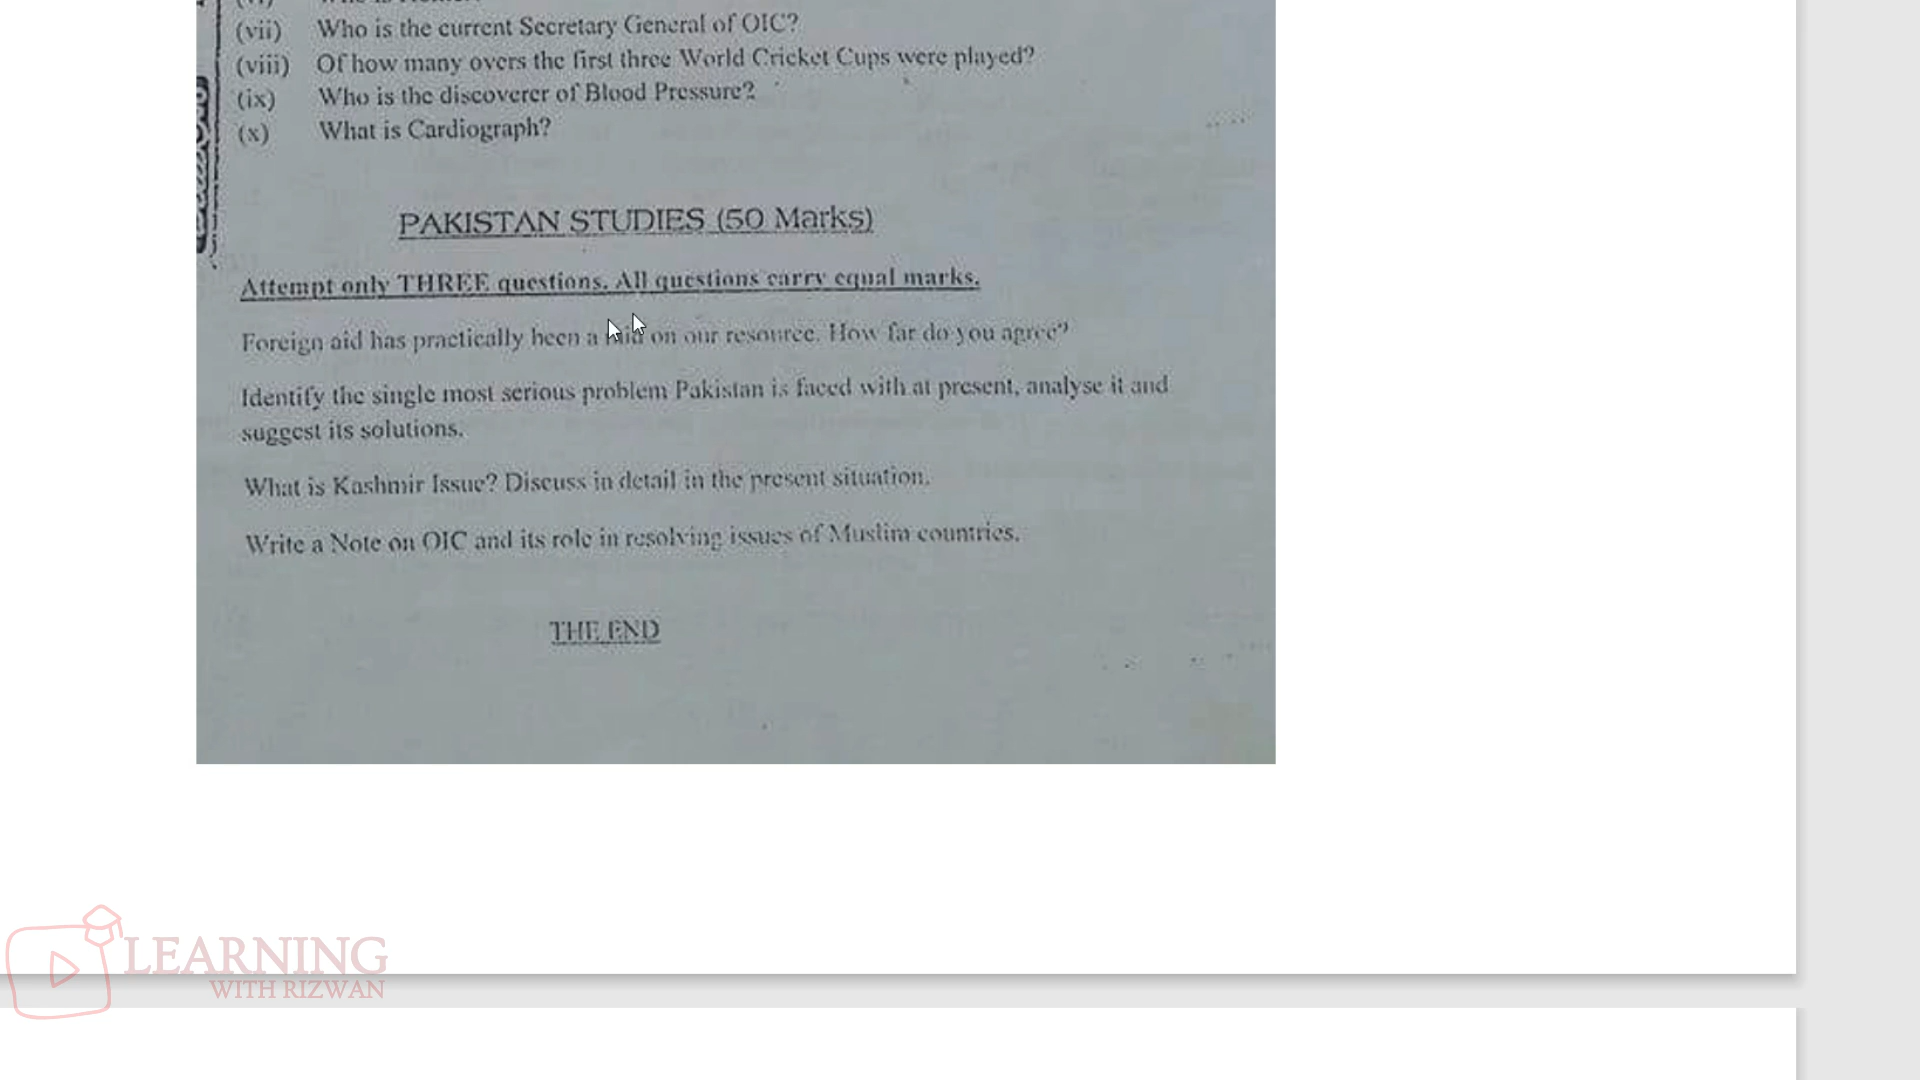 (vii) Who is the current Secretary General of OIC?
(viii) Of how many overs the first three World Cricket Cups were played?
(ix) Who is the discoverer of Blood Pressure?
(x) What is Cardiograph?
PAKISTAN STUDIES (50 Marks)
Attempt only THREE questions. All questions carry equal marks.
Foreign aid has practically been a on our resource. How far do you agree?
Identify the single most serious problem Pakistan is faced with at present, analyse it and
suggest its solutions.
What is Kashmir Issue? Discuss in detail in the present situation.
Write a Note on OIC and its role in resolving issues of Muslim countries.
THE END
LEARNING
WITH RIZWAN